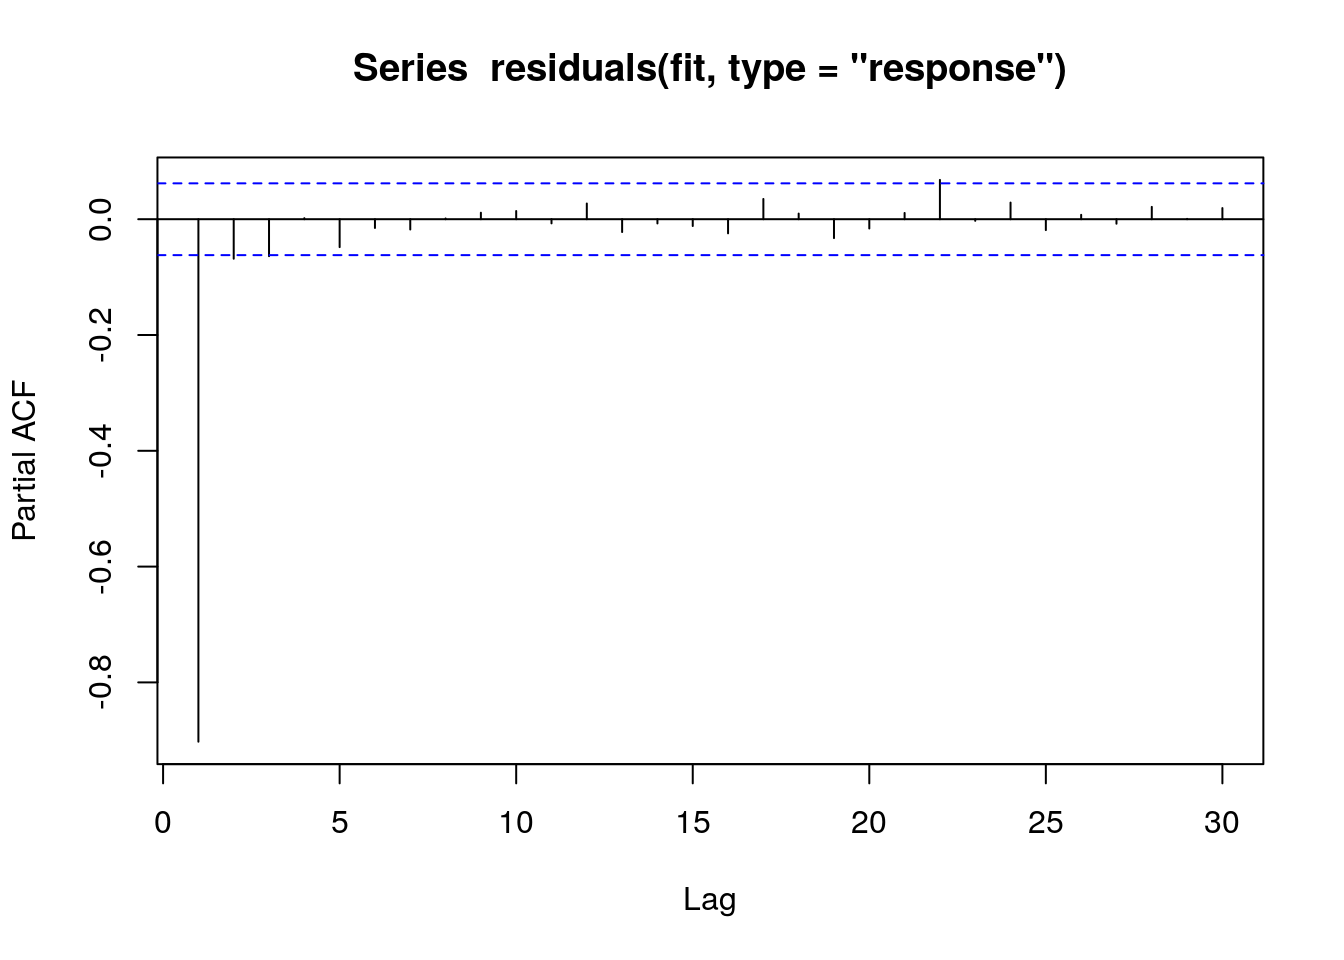 Series  residuals(fit, type = "response")
Partial ACF
0.0
-0.2
-0.4
-0.6
-0.8
0 5 10 15 20 25 30
Lag